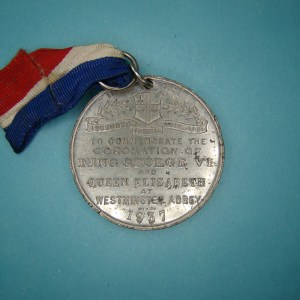 TO COMMEMORATE THE
CORONATION OF
KING GEORGE VI
AND
QUEEN ELIZABETH
AT
WESTMINSTER ABBEY
1937